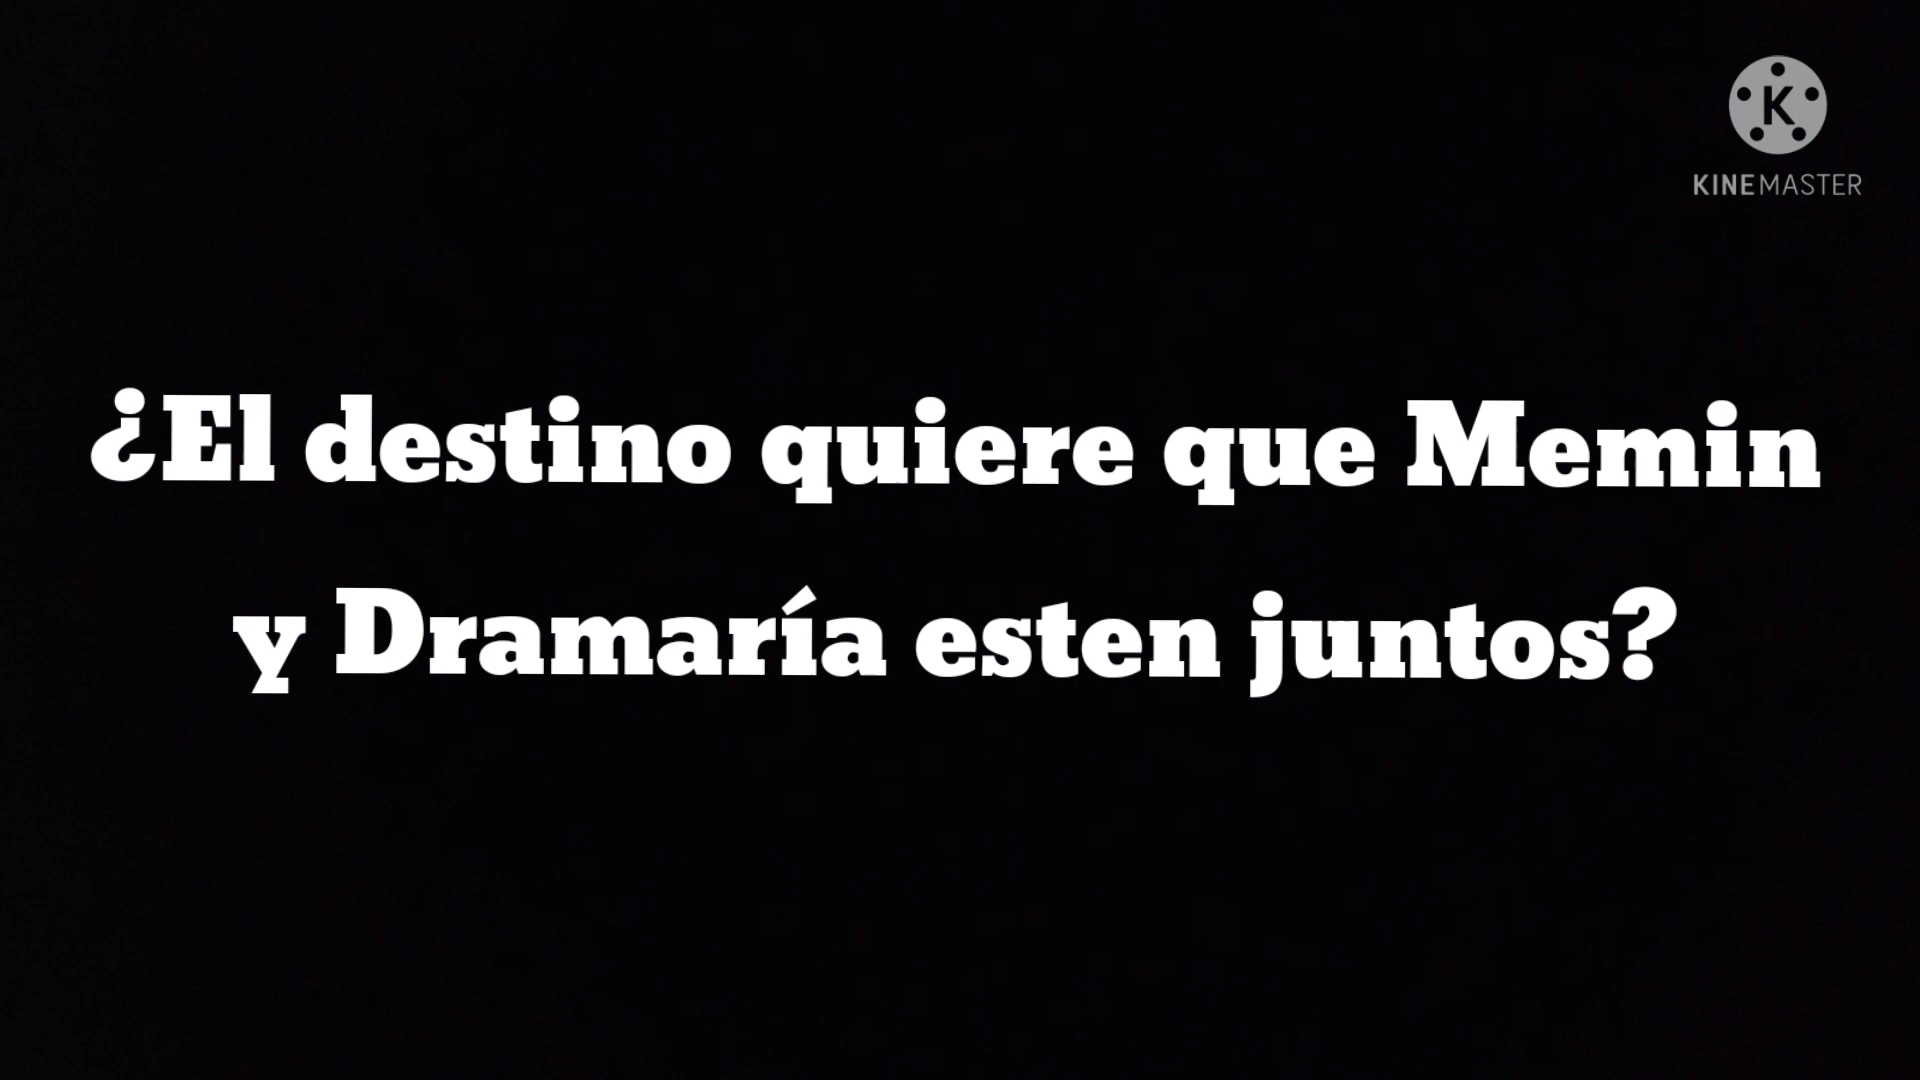 K
KINEMASTER
¿El destino quiere que Memin
y Dramaría esten juntos?